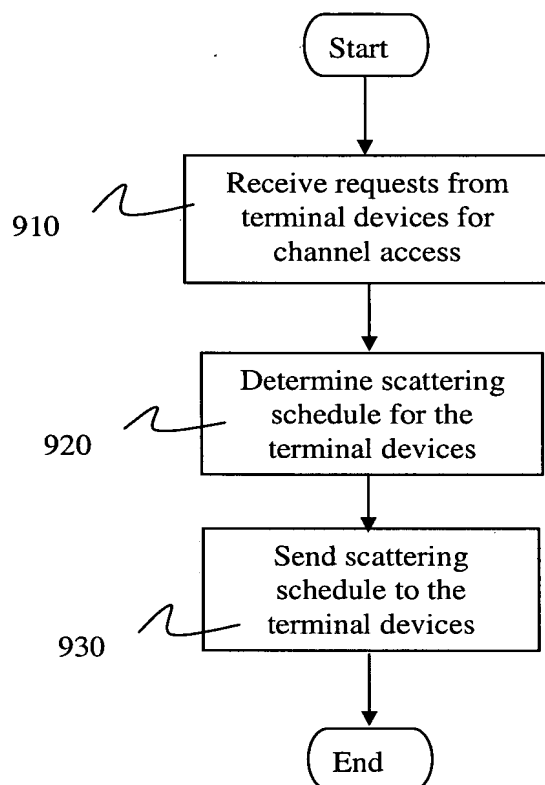 Start
Receive requests from
terminal devices for
channel access
910
Determine scattering
schedule for the
terminal devices
920
Send scattering
schedule to the
terminal devices
930
End